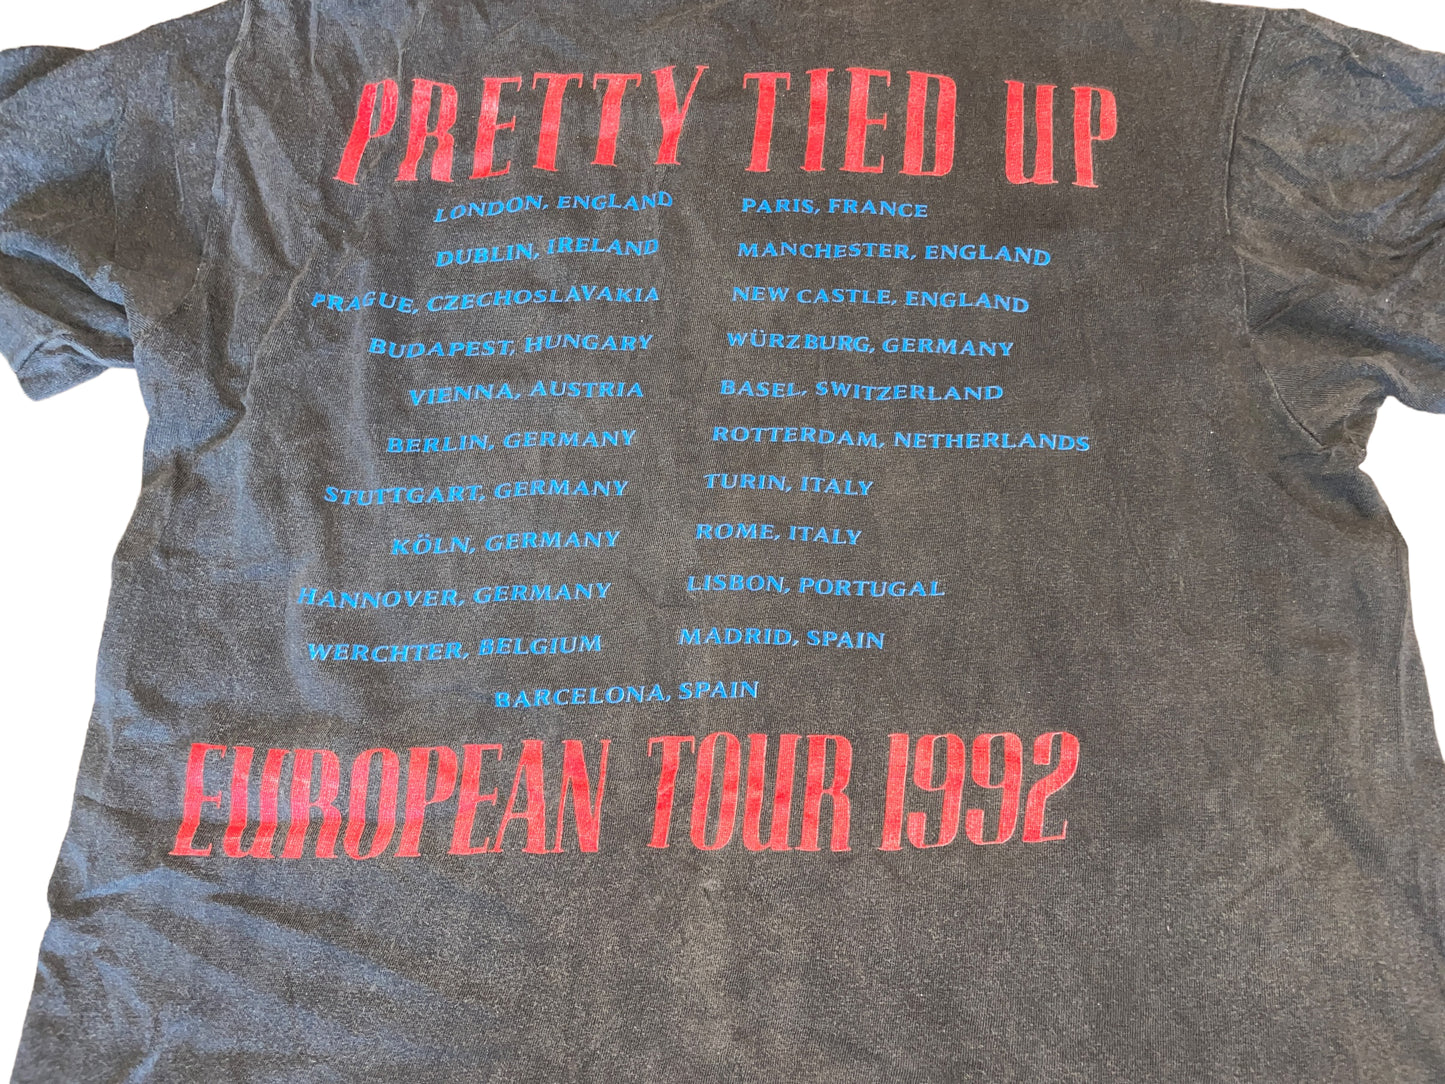 PRETTY TIED UP
LONDON, ENGLAND
DUBLIN, IRELAND
PRAGUE, CZECHOSLAVAKIA
BUDAPEST, HUNGARY
VIENNA, AUSTRIA
BERLIN, GERMANY
STUTTGART, GERMANY
KÖLN, GERMANY
HANNOVER, GERMANY
WERCHTER, BELGIUM
PARIS, FRANCE
MANCHESTER, ENGLAND
NEW CASTLE, ENGLAND
WÜRZBURG, GERMANY
BASEL, SWITZERLAND
ROTTERDAM, NETHERLANDS
TURIN, ITALY
ROME, ITALY
LISBON, PORTUGAL
MADRID, SPAIN
BARCELONA, SPAIN
EUROPEAN TOUR 1992